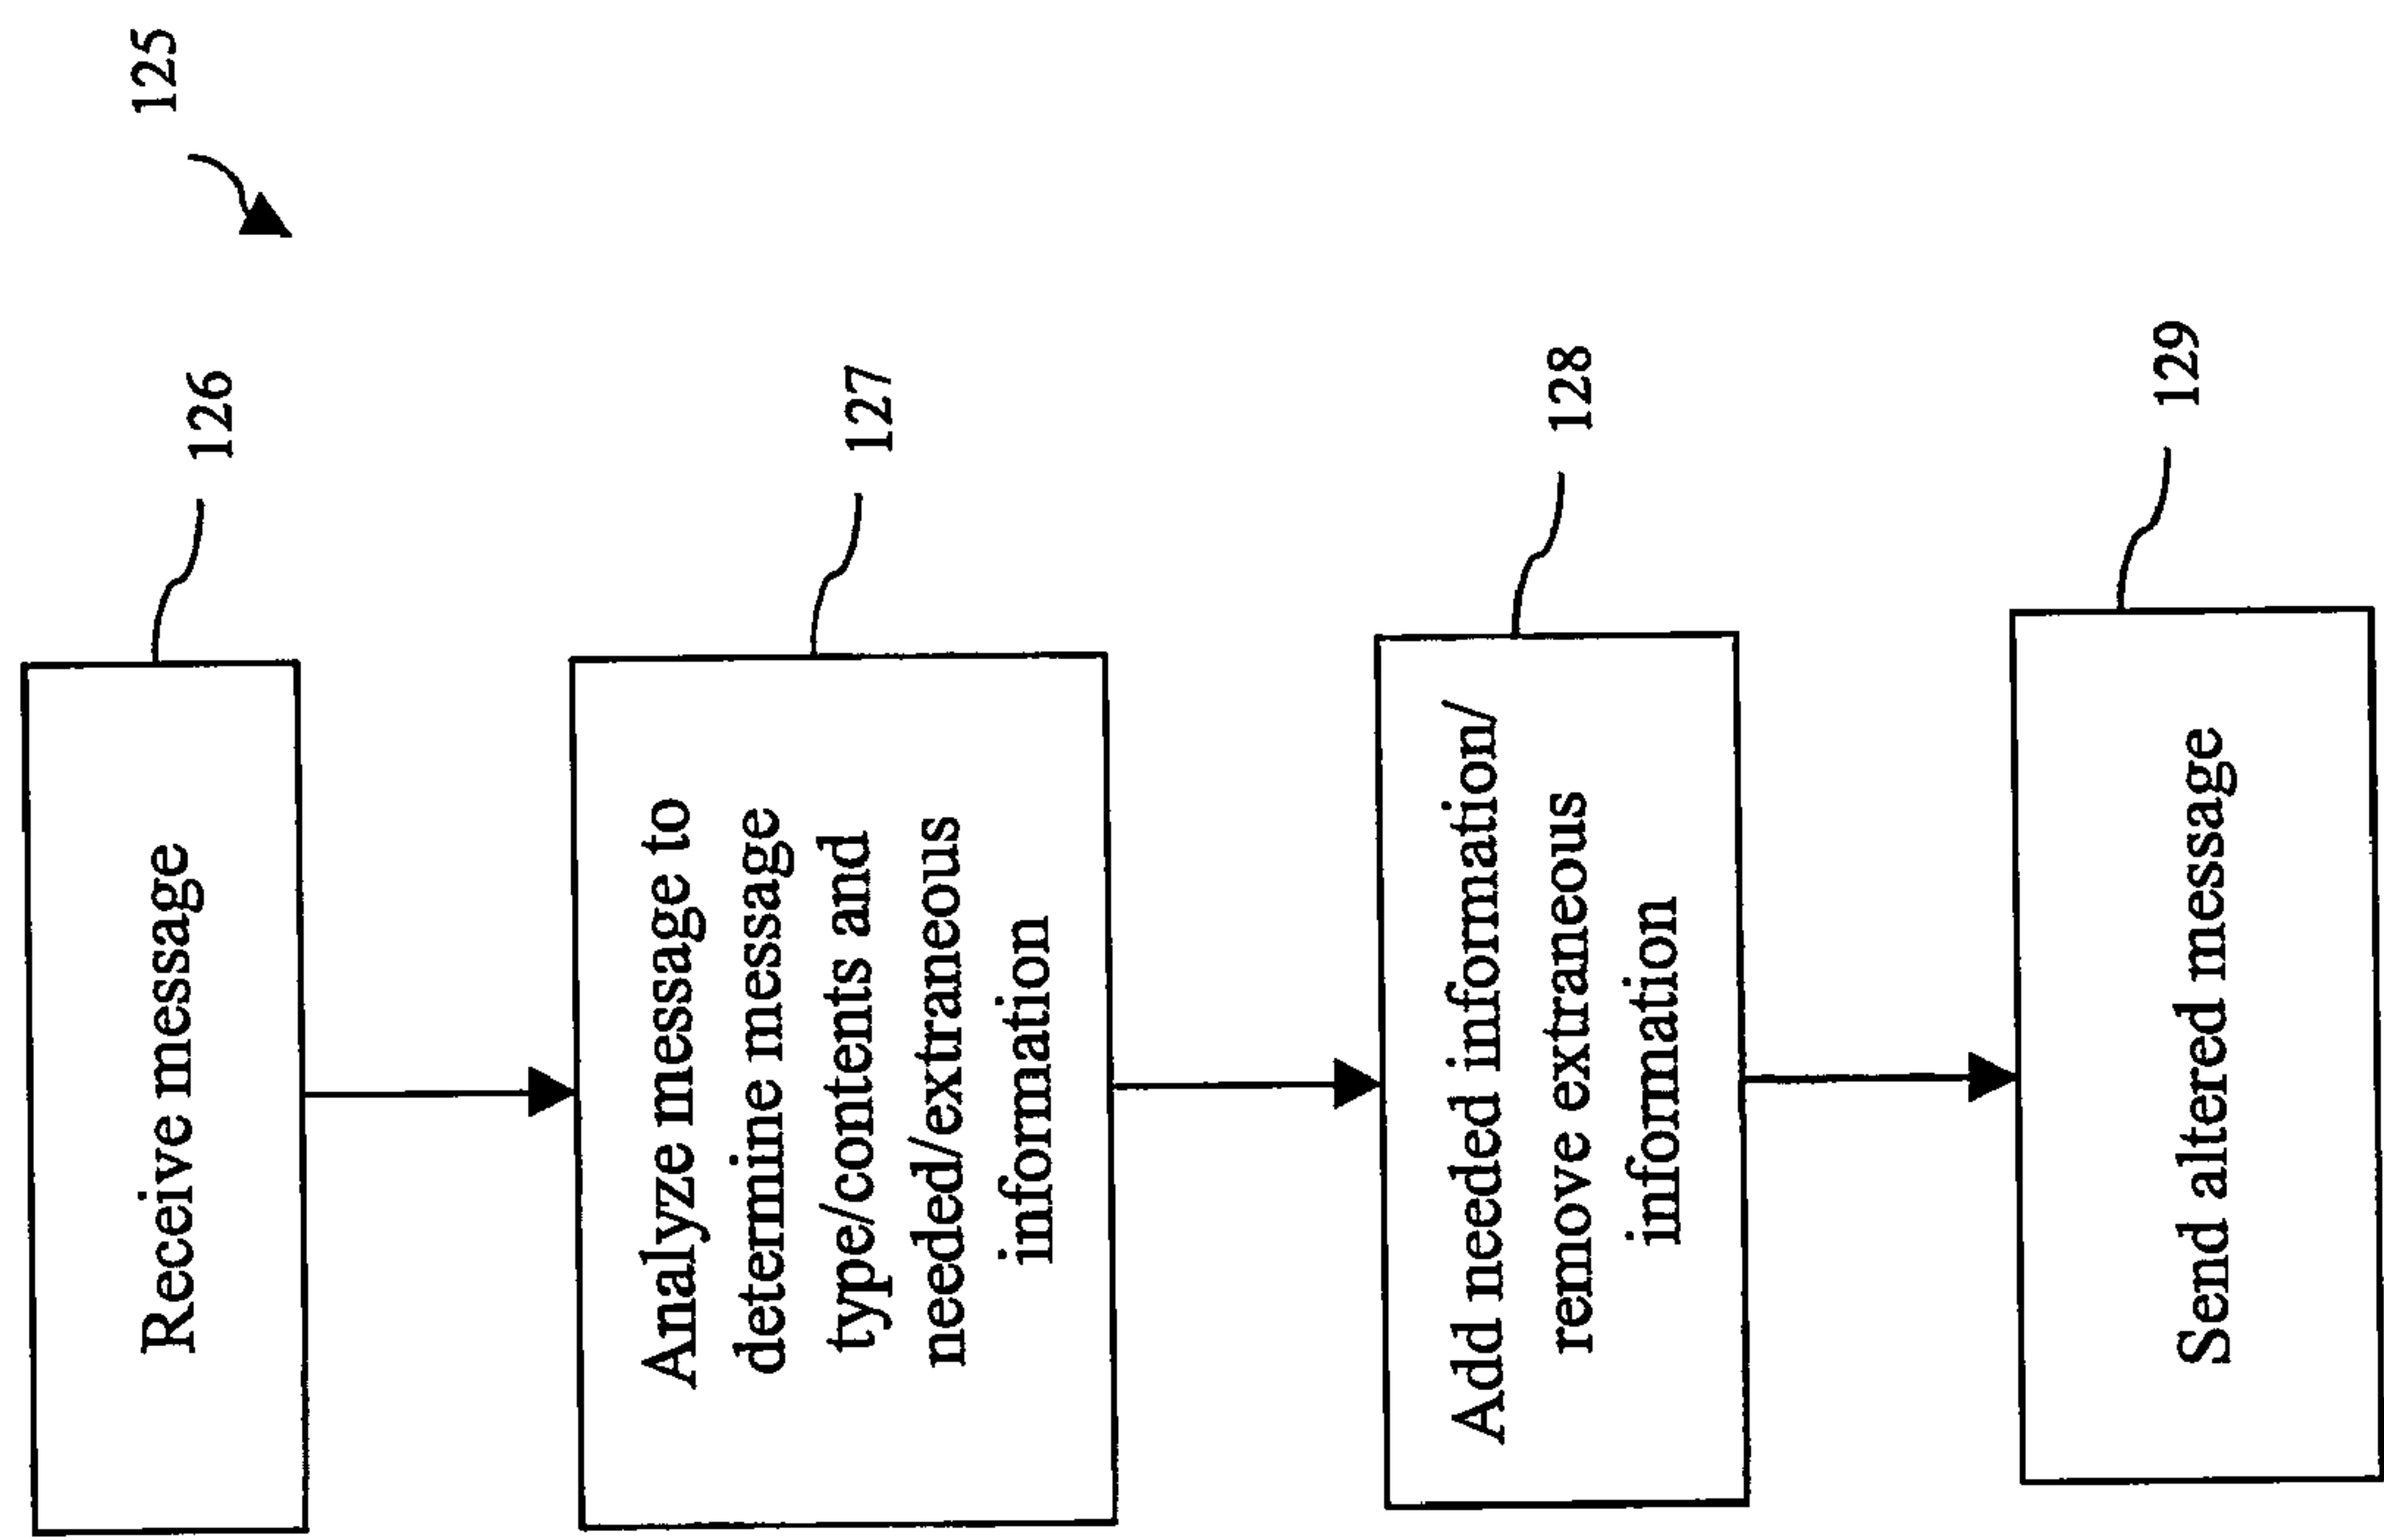 125
Receive message
126
Analyze message to
determine message
type/contents and
needed/extraneous
information
127
Add needed information/
remove extraneous
information
128
Send altered message
129